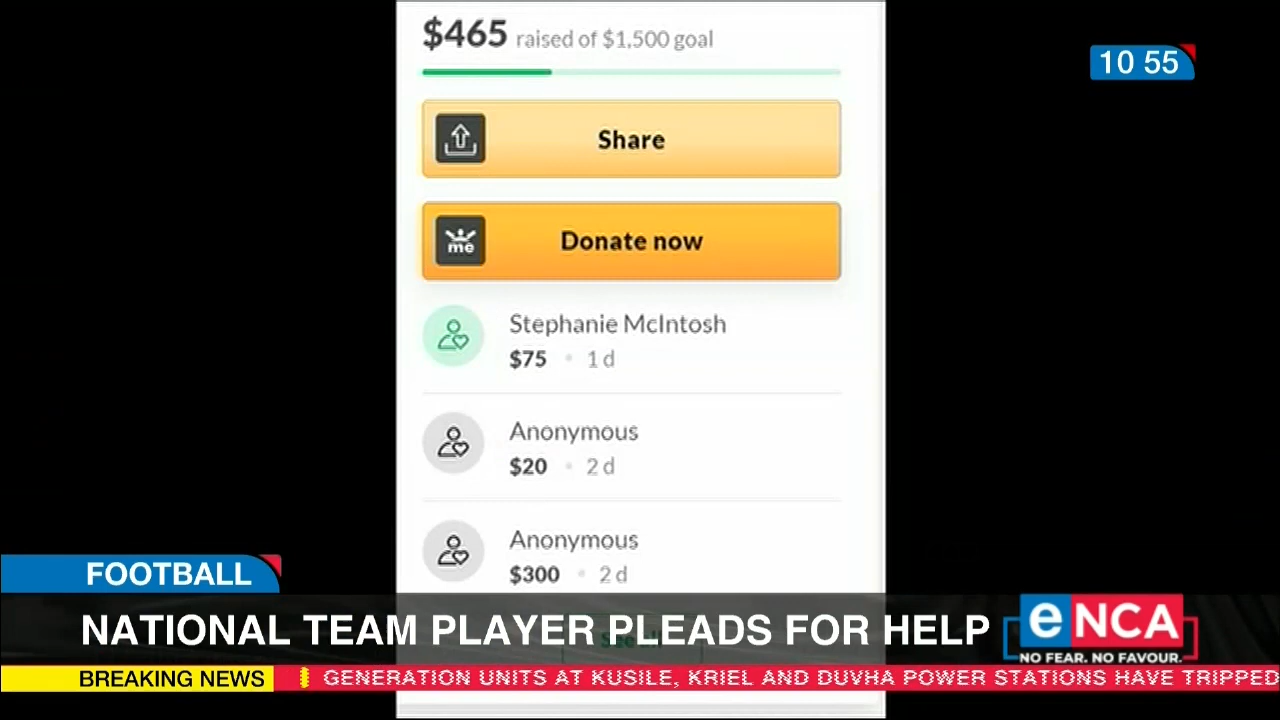 $465 raised of $1,500 goal
10 55
Share
me
Donate now
Stephanie McIntosh
$75 • 1 d
Anonymous
$20 • 2 d
Anonymous
$300 • 2 d
FOOTBALL
NATIONAL TEAM PLAYER PLEADS FOR HELP
eNCA
NO FEAR. NO FAVOUR.
BREAKING NEWS
GENERATION UNITS AT KUSILE, KRIEL AND DUVHA POWER STATIONS HAVE TRIPPED